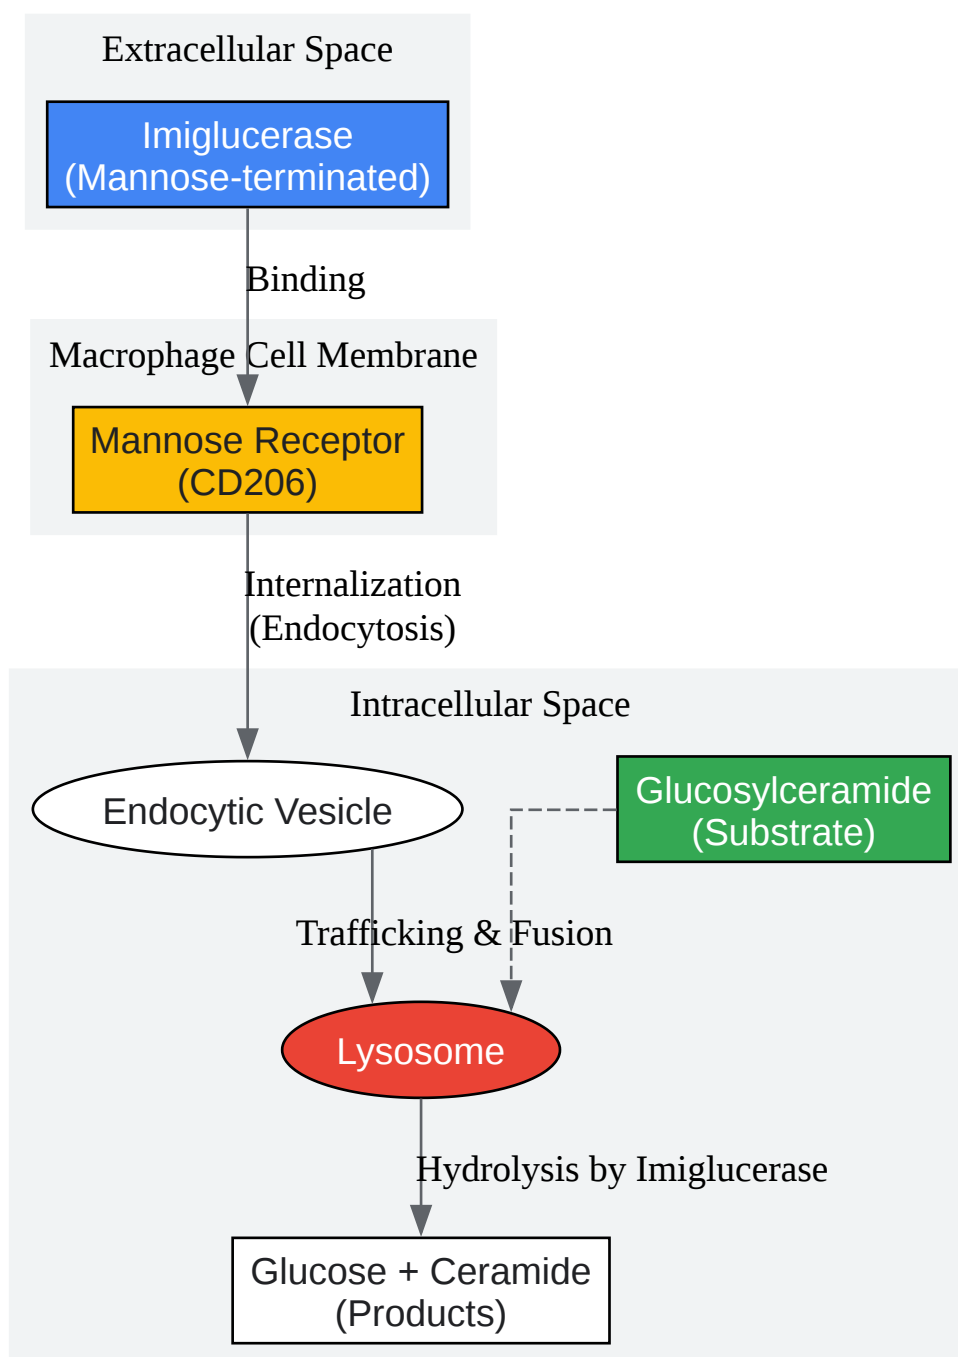 Extracellular Space
Imiglucerase
(Mannose-terminated)
Binding
Macrophage Cell Membrane
Mannose Receptor
(CD206)
Internalization
(Endocytosis)
Intracellular Space
Endocytic Vesicle
Glucosylceramide
(Substrate)
Trafficking & Fusion
Lysosome
Hydrolysis by Imiglucerase
Glucose + Ceramide
(Products)